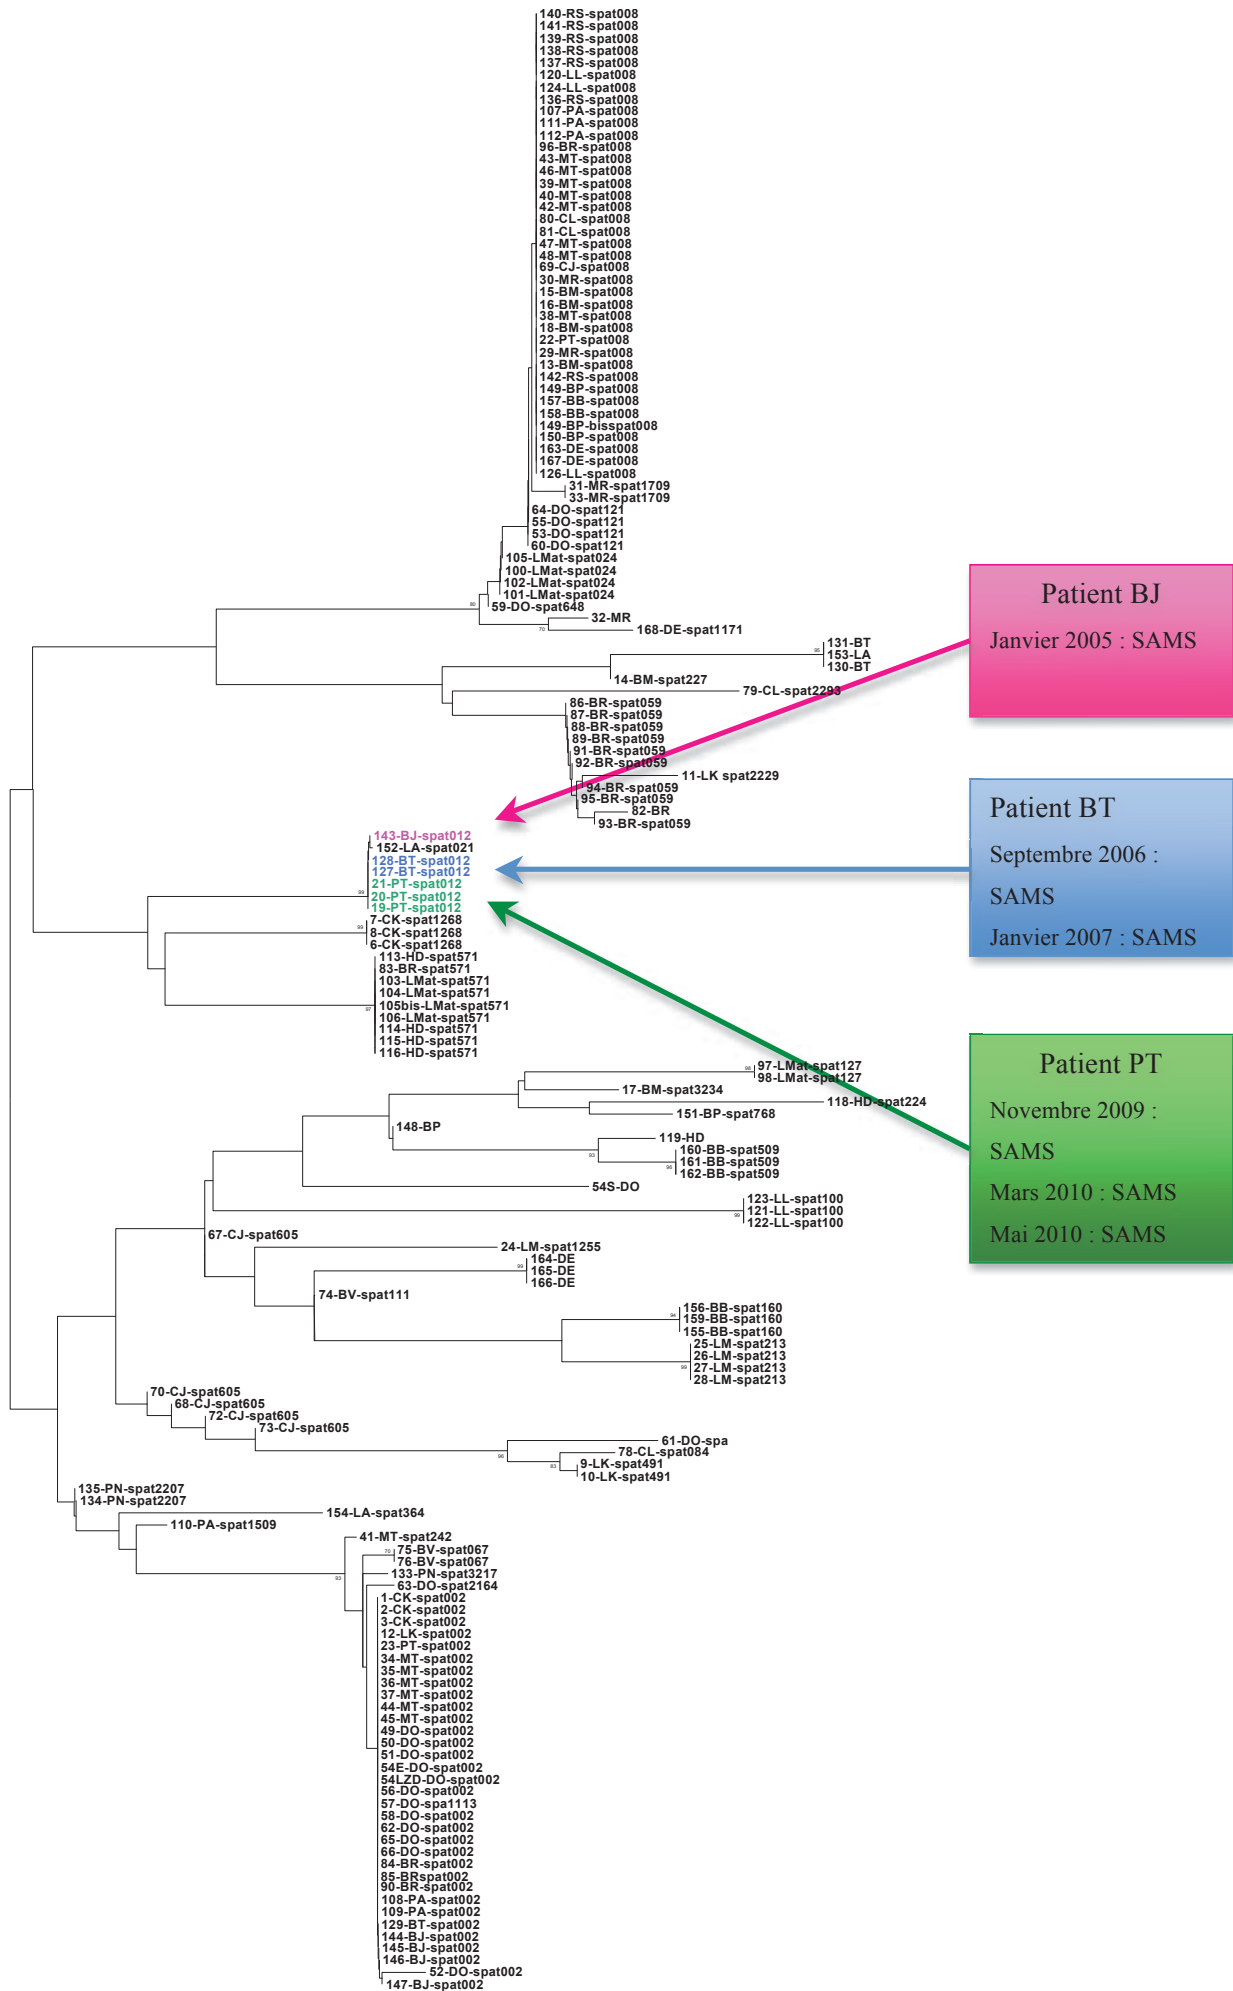 140-RS-spat008
141-RS-spat008
139-RS-spat008
138-RS-spat008
137-RS-spat008
120-LL-spat008
124-LL-spat008
136-RS-spat008
107-PA-spat008
111-PA-spat008
112-PA-spat008
96-BR-spat008
43-MT-spat008
46-MT-spat008
39-MT-spat008
40-MT-spat008
42-MT-spat008
80-CL-spat008
81-CL-spat008
47-MT-spat008
48-MT-spat008
69-CJ-spat008
30-MR-spat008
15-BM-spat008
16-BM-spat008
38-MT-spat008
18-BM-spat008
22-PT-spat008
29-MR-spat008
13-BM-spat008
142-RS-spat008
149-BP-spat008
157-BB-spat008
158-BB-spat008
149-BP-bisspat008
150-BP-spat008
163-DE-spat008
167-DE-spat008
126-LL-spat008
31-MR-spat1709
33-MR-spat1709
64-DO-spat121
55-DO-spat121
53-DO-spat121
60-DO-spat121
105-LMat-spat024
100-LMat-spat024
102-LMat-spat024
101-LMat-spat024
59-DO-spat648
32-MR
168-DE-spat1171
131-BT
153-LA
130-BT
14-BM-spat227
79-CL-spat2293
86-BR-spat059
87-BR-spat059
88-BR-spat059
89-BR-spat059
91-BR-spat059
92-BR-spat059
11-LK spat2229
94-BR-spat059
95-BR-spat059
82-BR
93-BR-spat059
143-BJ-spat012
152-LA-spat021
128-BT-spat012
127-BT-spat012
21-PT-spat012
20-PT-spat012
19-PT-spat012
7-CK-spat1268
8-CK-spat1268
6-CK-spat1268
113-HD-spat571
83-BR-spat571
103-LMat-spat571
104-LMat-spat571
105bis-LMat-spat571
106-LMat-spat571
114-HD-spat571
115-HD-spat571
116-HD-spat571
97-LMat-spat127
98-LMat-spat127
17-BM-spat3234
118-HD-spat224
151-BP-spat768
148-BP
119-HD
160-BB-spat509
161-BB-spat509
162-BB-spat509
54S-DO
123-LL-spat100
121-LL-spat100
122-LL-spat100
67-CJ-spat605
24-LM-spat1255
164-DE
165-DE
166-DE
74-BV-spat111
156-BB-spat160
159-BB-spat160
155-BB-spat160
25-LM-spat213
26-LM-spat213
27-LM-spat213
28-LM-spat213
70-CJ-spat605
68-CJ-spat605
72-CJ-spat605
73-CJ-spat605
61-DO-spa
78-CL-spat084
9-LK-spat491
10-LK-spat491
135-PN-spat2207
134-PN-spat2207
154-LA-spat364
110-PA-spat1509
41-MT-spat242
75-BV-spat067
76-BV-spat067
133-PN-spat3217
63-DO-spat2164
1-CK-spat002
2-CK-spat002
3-CK-spat002
12-LK-spat002
23-PT-spat002
34-MT-spat002
35-MT-spat002
36-MT-spat002
37-MT-spat002
44-MT-spat002
45-MT-spat002
49-DO-spat002
50-DO-spat002
51-DO-spat002
54E-DO-spat002
54LZD-DO-spat002
56-DO-spat002
57-DO-spa1113
58-DO-spat002
62-DO-spat002
65-DO-spat002
66-DO-spat002
84-BR-spat002
85-BRspat002
90-BR-spat002
108-PA-spat002
109-PA-spat002
129-BT-spat002
144-BJ-spat002
145-BJ-spat002
146-BJ-spat002
52-DO-spat002
147-BJ-spat002
Patient BJ
Janvier 2005 : SAMS
Patient BT
Septembre 2006 :
SAMS
Janvier 2007 : SAMS
Patient PT
Novembre 2009 :
SAMS
Mars 2010 : SAMS
Mai 2010 : SAMS